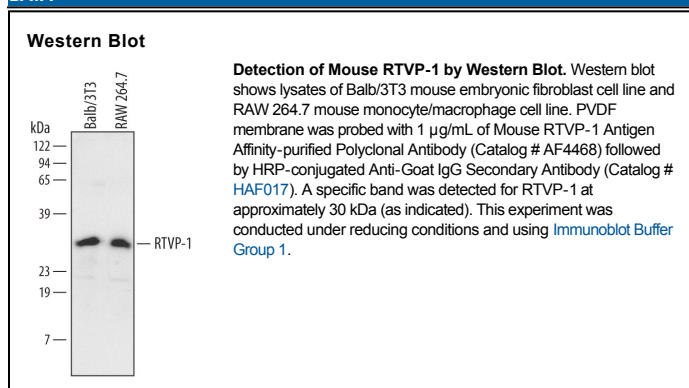 Western Blot
Detection of Mouse RTVP-1 by Western Blot. Western blot
shows lysates of Balb/3T3 mouse embryonic fibroblast cell line and
RAW 264.7 mouse monocyte/macrophage cell line. PVDF
membrane was probed with 1 µg/mL of Mouse RTVP-1 Antigen
Affinity-purified Polyclonal Antibody (Catalog # AF4468) followed
by HRP-conjugated Anti-Goat IgG Secondary Antibody (Catalog #
HAF017). A specific band was detected for RTVP-1 at
approximately 30 kDa (as indicated). This experiment was
conducted under reducing conditions and using Immunoblot Buffer
Group 1.
Balb/3T3
RAW 264.7
kDa
122
94
65
39
RTVP-1
23
19
7